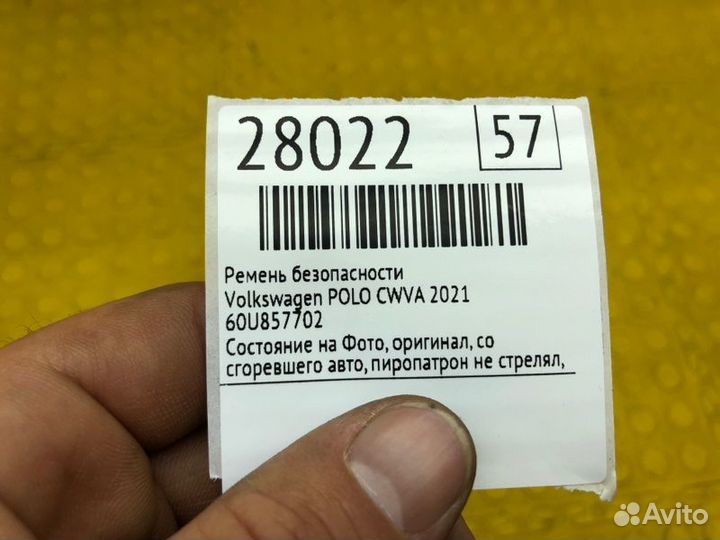 28022
57
Ремень безопасности
Volkswagen POLO CWVA 2021
60U857702
Состояние на Фото, оригинал, со
сгоревшего авто, пиропатрон не стрелял,
Avito